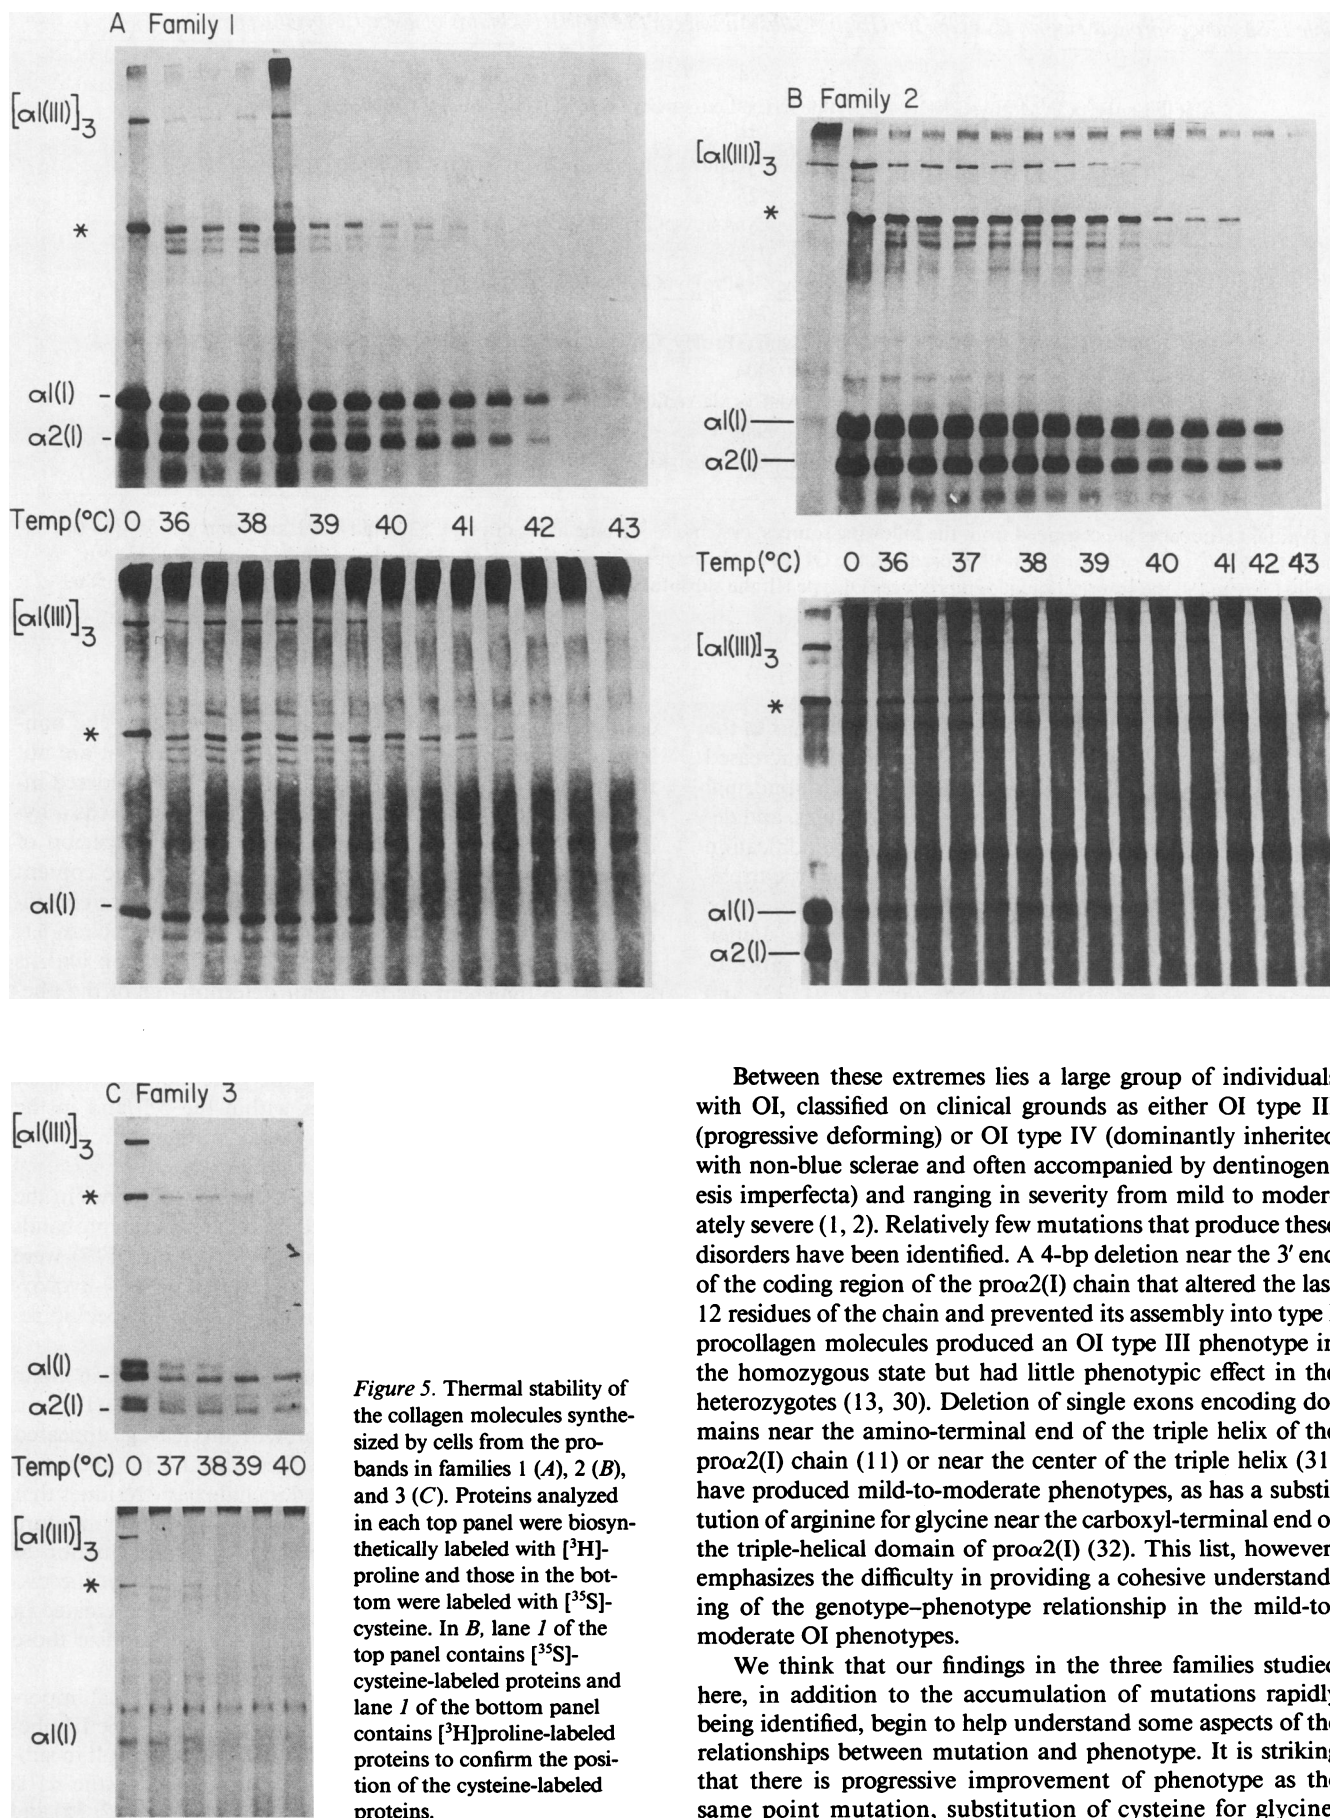 A Family 1
[α1(III)]3
*
α1(I)
α2(I)
Temp(°C) 0 36 38 39 40 41 42 43
[α1(III)]3
*
α1(I)
B Family 2
[α1(III)]3
*
α1(I)
α2(I)
Temp(°C) 0 36 37 38 39 40 41 42 43
[α1(III)]3
*
α1(I)
α2(I)
C Family 3
[α1(III)]3
*
α1(I)
α2(I)
Temp(°C) 0 37 38 39 40
[α1(III)]3
*
α1(I)
Figure 5. Thermal stability of
the collagen molecules synthe-
sized by cells from the pro-
bands in families 1 (A), 2 (B),
and 3 (C). Proteins analyzed
in each top panel were biosyn-
thetically labeled with [³H]-
proline and those in the bot-
tom were labeled with [³⁵S]-
cysteine. In B, lane 1 of the
top panel contains [³⁵S]-
cysteine-labeled proteins and
lane 1 of the bottom panel
contains [³H]proline-labeled
proteins to confirm the posi-
tion of the cysteine-labeled
proteins.
Between these extremes lies a large group of individual
with OI, classified on clinical grounds as either OI type II
(progressive deforming) or OI type IV (dominantly inherited
with non-blue sclerae and often accompanied by dentinogen
esis imperfecta) and ranging in severity from mild to moder
ately severe (1, 2). Relatively few mutations that produce these
disorders have been identified. A 4-bp deletion near the 3′ end
of the coding region of the proα2(I) chain that altered the las
12 residues of the chain and prevented its assembly into type
procollagen molecules produced an OI type III phenotype in
the homozygous state but had little phenotypic effect in the
heterozygotes (13, 30). Deletion of single exons encoding do
mains near the amino-terminal end of the triple helix of the
proα2(I) chain (11) or near the center of the triple helix (31
have produced mild-to-moderate phenotypes, as has a substi
tution of arginine for glycine near the carboxyl-terminal end o
the triple-helical domain of proα2(I) (32). This list, however
emphasizes the difficulty in providing a cohesive understand
ing of the genotype–phenotype relationship in the mild-to
moderate OI phenotypes.
We think that our findings in the three families studied
here, in addition to the accumulation of mutations rapidly
being identified, begin to help understand some aspects of the
relationships between mutation and phenotype. It is striking
that there is progressive improvement of phenotype as the
same point mutation, substitution of cysteine for glycine